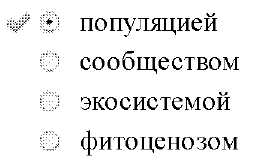 популяцией
сообществом
экосистемой
фитоценозом